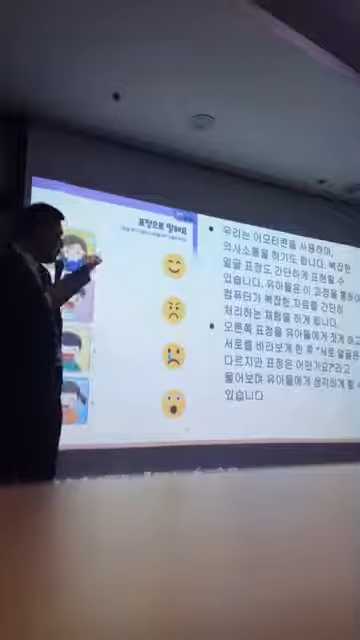 표정으로 말해요
● 우리는 이모티콘을 사용하여,
의사소통을 하기도 합니다. 복잡한
얼굴 표정도 간단하게 표현할 수
있습니다. 유아들은 이 과정을 통하여
컴퓨터가 복잡한 자료를 간단히
처리하는 체험을 하게 됩니다.
● 오른쪽 표정을 유아들에게 짓게 하고
서로를 바라보게 한 후 "서로 얼굴은
다르지만 표정은 어떤가요?"라고
물어보며 유아들에게 생각하게 할
있습니다